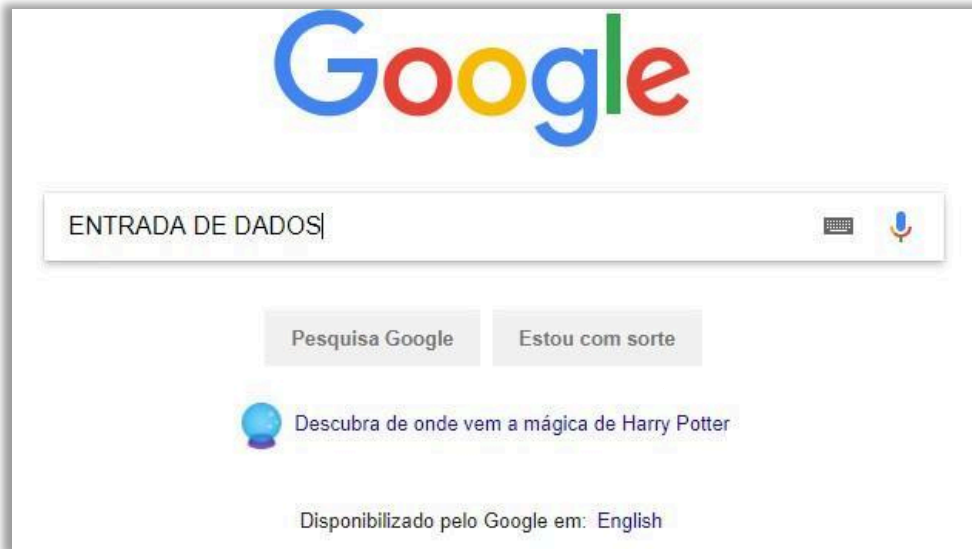 Google
ENTRADA DE DADOS
Pesquisa Google Estou com sorte
Descubra de onde vem a mágica de Harry Potter
Disponibilizado pelo Google em: English